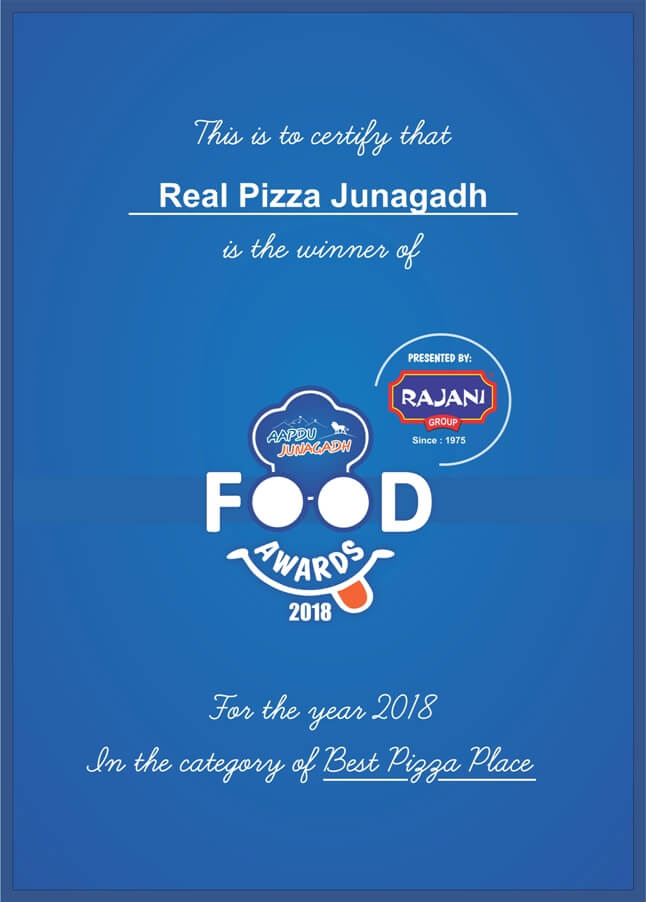 This is to certify that
Real Pizza Junagadh
is the winner of
PRESENTED BY:
RAJANI
GROUP
Since : 1975
AAPDU
JUNAGADH
FOOD
AWARDS
2018
For the year 2018
In the category of Best Pizza Place